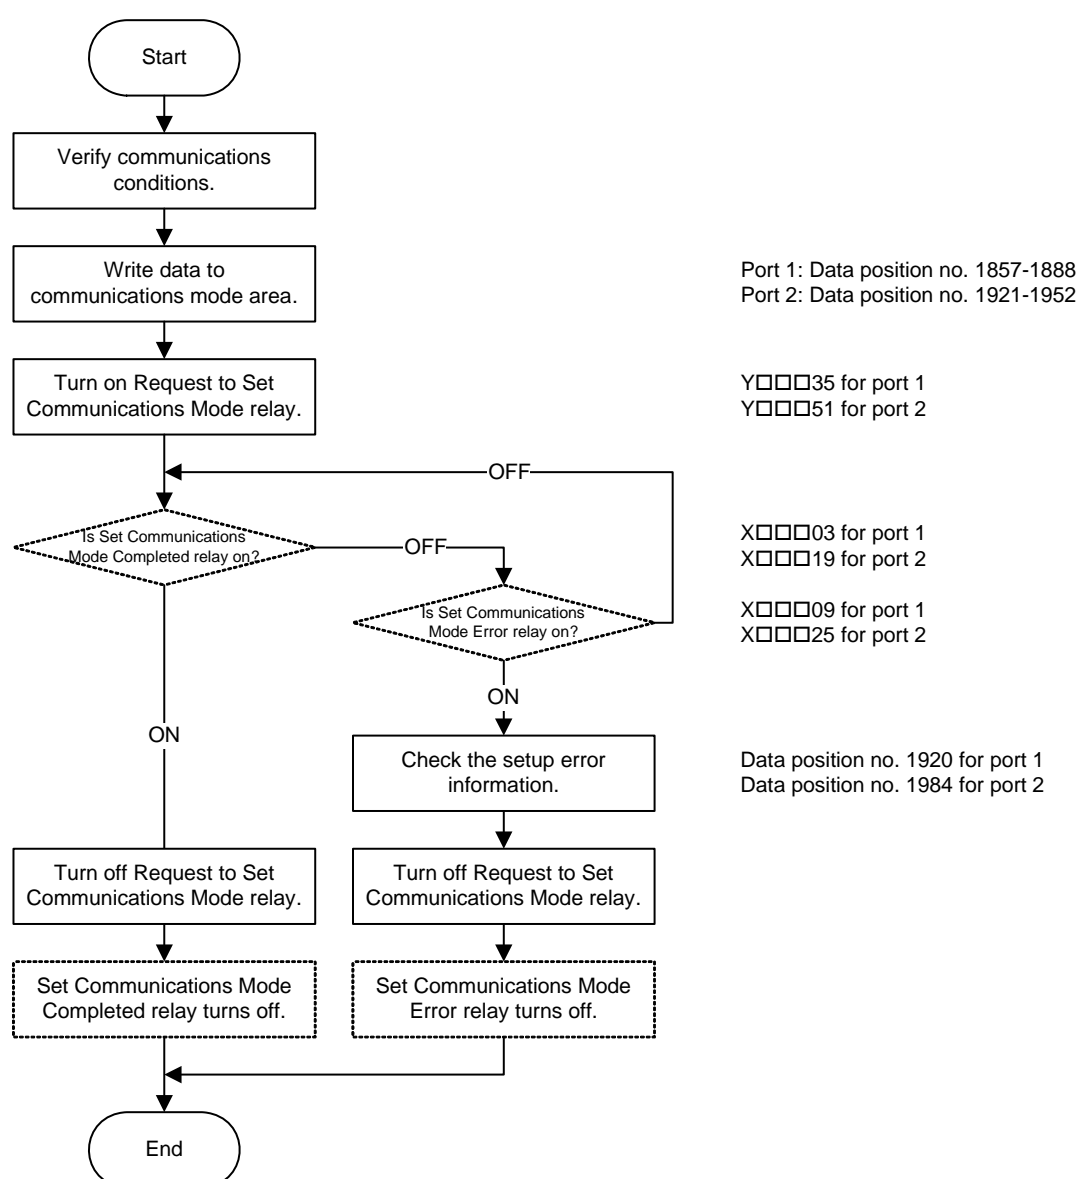 Start
Verify communications
conditions.
Write data to
communications mode area.
Port 1: Data position no. 1857-1888
Port 2: Data position no. 1921-1952
Turn on Request to Set
Communications Mode relay.
Y□□□35 for port 1
Y□□□51 for port 2
OFF
Is Set Communications
Mode Completed relay on?
OFF
X□□□03 for port 1
X□□□19 for port 2
Is Set Communications
Mode Error relay on?
X□□□09 for port 1
X□□□25 for port 2
ON
ON
Check the setup error
information.
Data position no. 1920 for port 1
Data position no. 1984 for port 2
Turn off Request to Set
Communications Mode relay.
Turn off Request to Set
Communications Mode relay.
Set Communications Mode
Completed relay turns off.
Set Communications Mode
Error relay turns off.
End